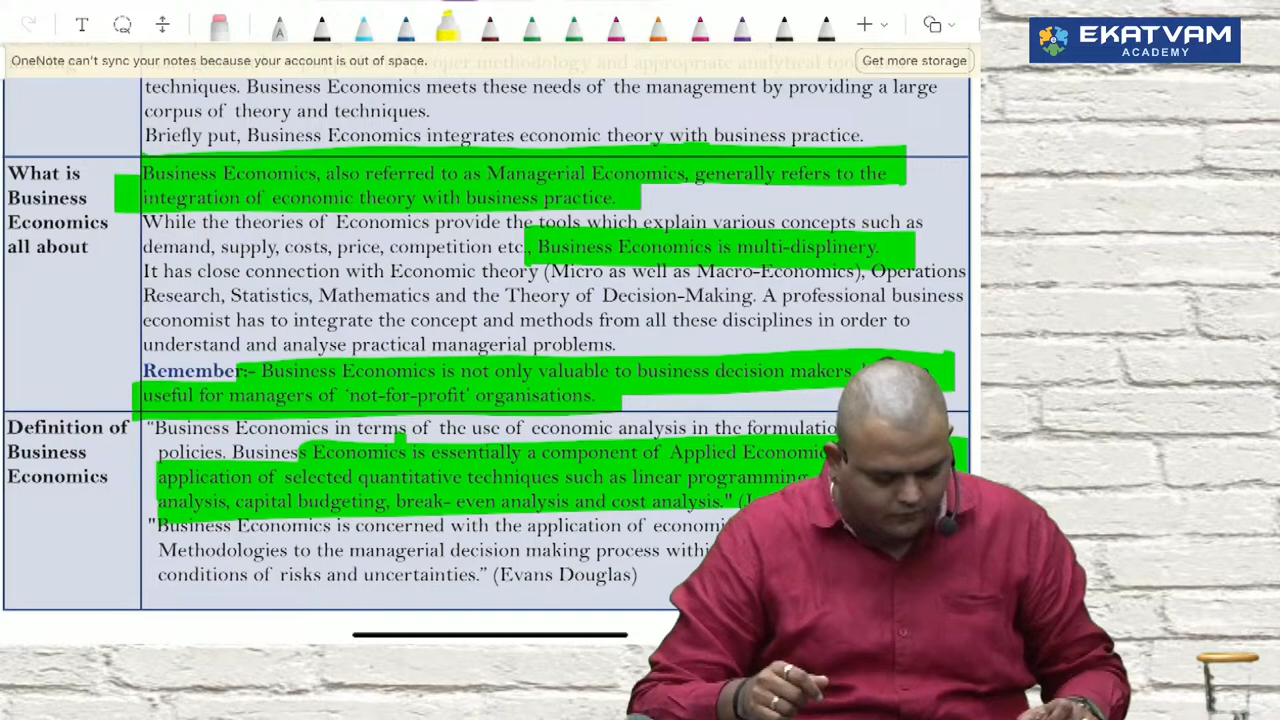 EKATVAM
ACADEMY
OneNote can't sync your notes because your account is out of space.
Get more storage
techniques. Business Economics meets these needs of the management by providing a large
corpus of theory and techniques.
Briefly put, Business Economics integrates economic theory with business practice.
What is
Business
Economics
all about
Business Economics, also referred to as Managerial Economics, generally refers to the
integration of economic theory with business practice.
While the theories of Economics provide the tools which explain various concepts such as
demand, supply, costs, price, competition etc., Business Economics is multi-displinery.
It has close connection with Economic theory (Micro as well as Macro-Economics), Operations
Research, Statistics, Mathematics and the Theory of Decision-Making. A professional business
economist has to integrate the concept and methods from all these disciplines in order to
understand and analyse practical managerial problems.
Remember:- Business Economics is not only valuable to business decision makers,
useful for managers of 'not-for-profit' organisations.
Definition of
Business
Economics
"Business Economics in terms of the use of economic analysis in the
policies. Business Economics is essentially a component of Applied
application of selected quantitative techniques such as linear programming
analysis, capital budgeting, break- even analysis and cost analysis."
"Business Economics is concerned with the application of
Methodologies to the managerial decision making process
conditions of risks and uncertainties." (Evans Douglas)